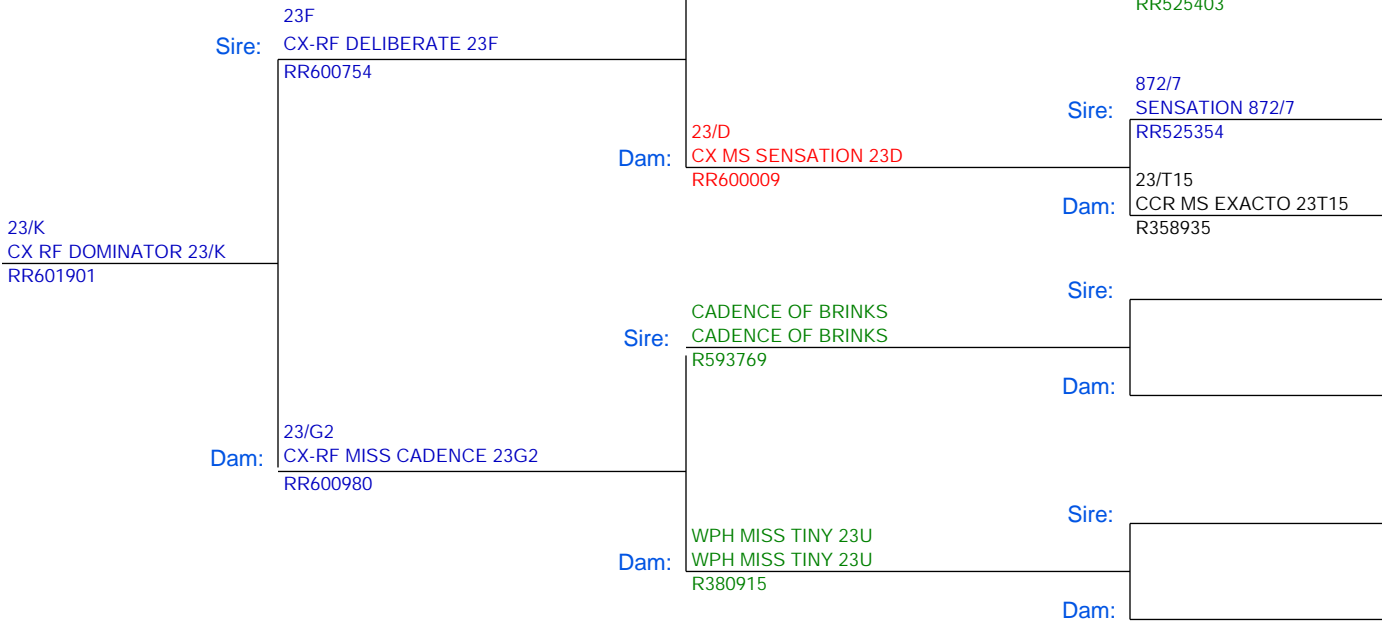 RR525403
23F
Sire: CX-RF DELIBERATE 23F
RR600754
872/7
Sire: SENSATION 872/7
RR525354
23/D
Dam: CX MS SENSATION 23D
RR600009
23/T15
Dam: CCR MS EXACTO 23T15
R358935
23/K
CX RF DOMINATOR 23/K
RR601901
Sire:
CADENCE OF BRINKS
Sire: CADENCE OF BRINKS
R593769
Dam:
23/G2
Dam: CX-RF MISS CADENCE 23G2
RR600980
Sire:
WPH MISS TINY 23U
Dam: WPH MISS TINY 23U
R380915
Dam: